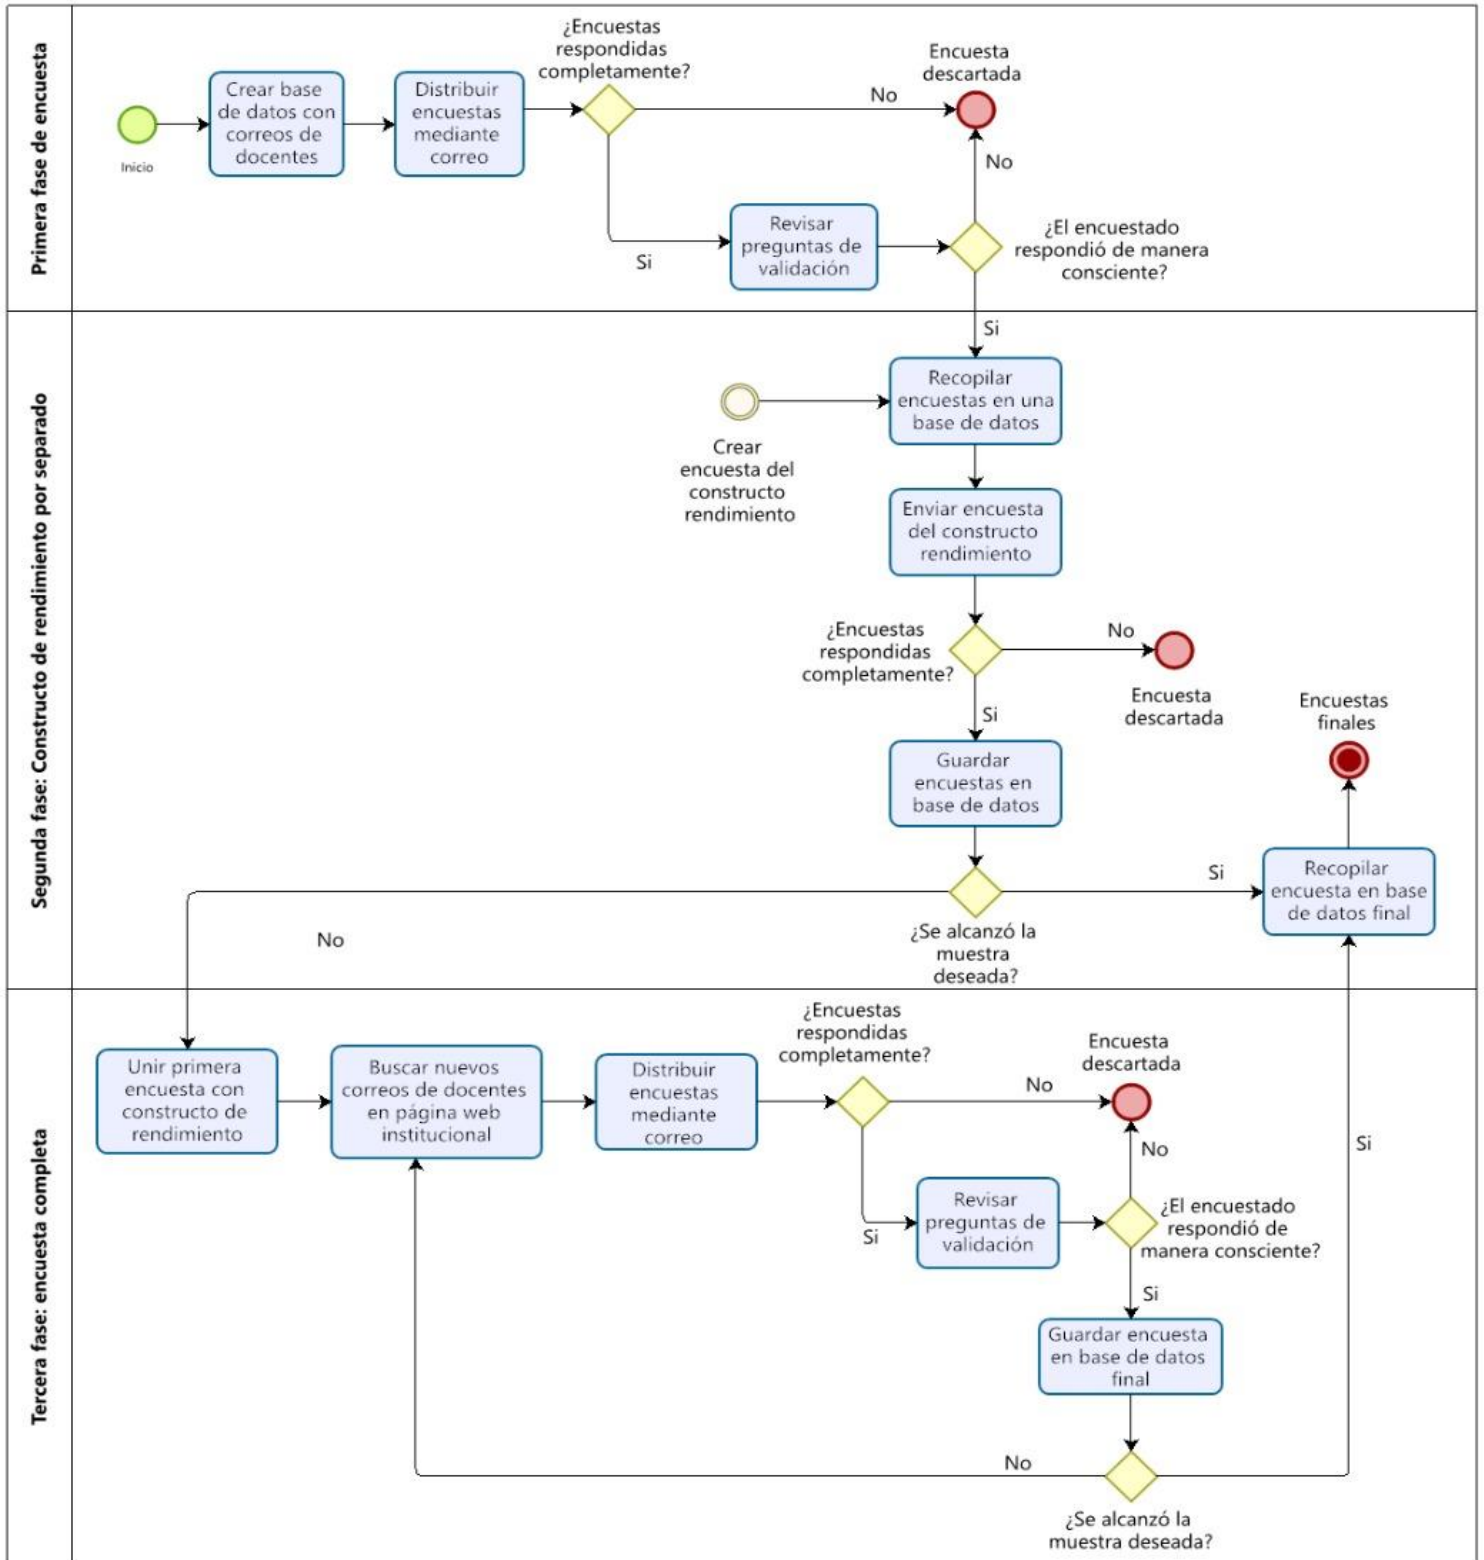 Primera fase de encuesta
Inicio
Crear base
de datos con
correos de
docentes
Distribuir
encuestas
mediante
correo
¿Encuestas
respondidas
completamente?
No
Encuesta
descartada
Si
Revisar
preguntas de
validación
No
¿El encuestado
respondió de manera
consciente?
Segunda fase: Constructo de rendimiento por separado
Si
Recopilar
encuestas en una
base de datos
Crear
encuesta del
constructo
rendimiento
Enviar encuesta
del constructo
rendimiento
¿Encuestas
respondidas
completamente?
No
Encuesta
descartada
Si
Guardar
encuestas en
base de datos
Encuestas
finales
¿Se alcanzó la
muestra
deseada?
Si
Recopilar
encuesta en base
de datos final
No
Tercera fase: encuesta completa
Unir primera
encuesta con
constructo de
rendimiento
Buscar nuevos
correos de docentes
en página web
institucional
Distribuir
encuestas
mediante
correo
¿Encuestas
respondidas
completamente?
No
Encuesta
descartada
Si
Revisar
preguntas de
validación
No
¿El encuestado
respondió de
manera consciente?
Si
Guardar encuesta
en base de datos
final
No
¿Se alcanzó la
muestra deseada?
Si